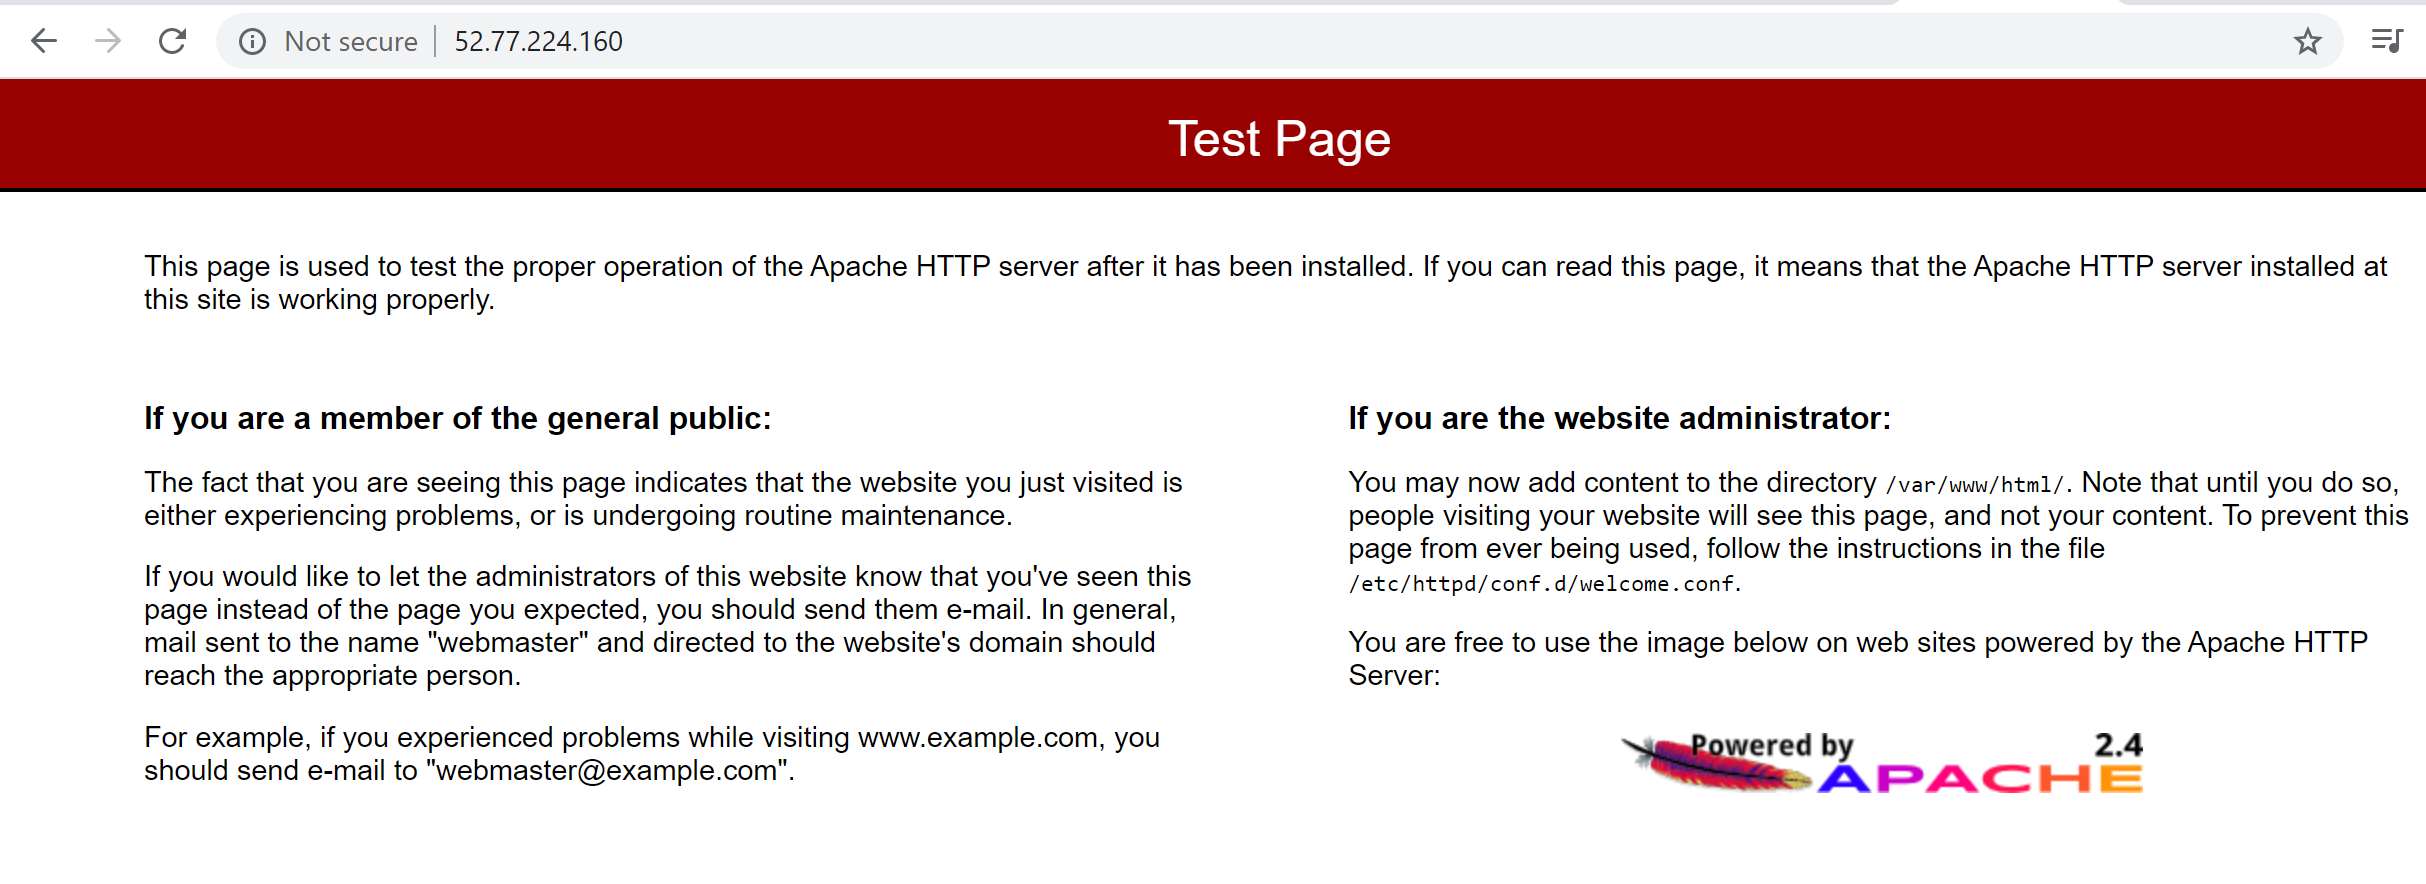 Not secure 52.77.224.160
Test Page
This page is used to test the proper operation of the Apache HTTP server after it has been installed. If you can read this page, it means that the Apache HTTP server installed at
this site is working properly.
If you are a member of the general public:
The fact that you are seeing this page indicates that the website you just visited is
either experiencing problems, or is undergoing routine maintenance.
If you would like to let the administrators of this website know that you've seen this
page instead of the page you expected, you should send them e-mail. In general,
mail sent to the name "webmaster" and directed to the website's domain should
reach the appropriate person.
For example, if you experienced problems while visiting www.example.com, you
should send e-mail to "webmaster@example.com".
If you are the website administrator:
You may now add content to the directory /var/www/html/. Note that until you do so,
people visiting your website will see this page, and not your content. To prevent this
page from ever being used, follow the instructions in the file
/etc/httpd/conf.d/welcome.conf.
You are free to use the image below on web sites powered by the Apache HTTP
Server:
Powered by 2.4
APACHE